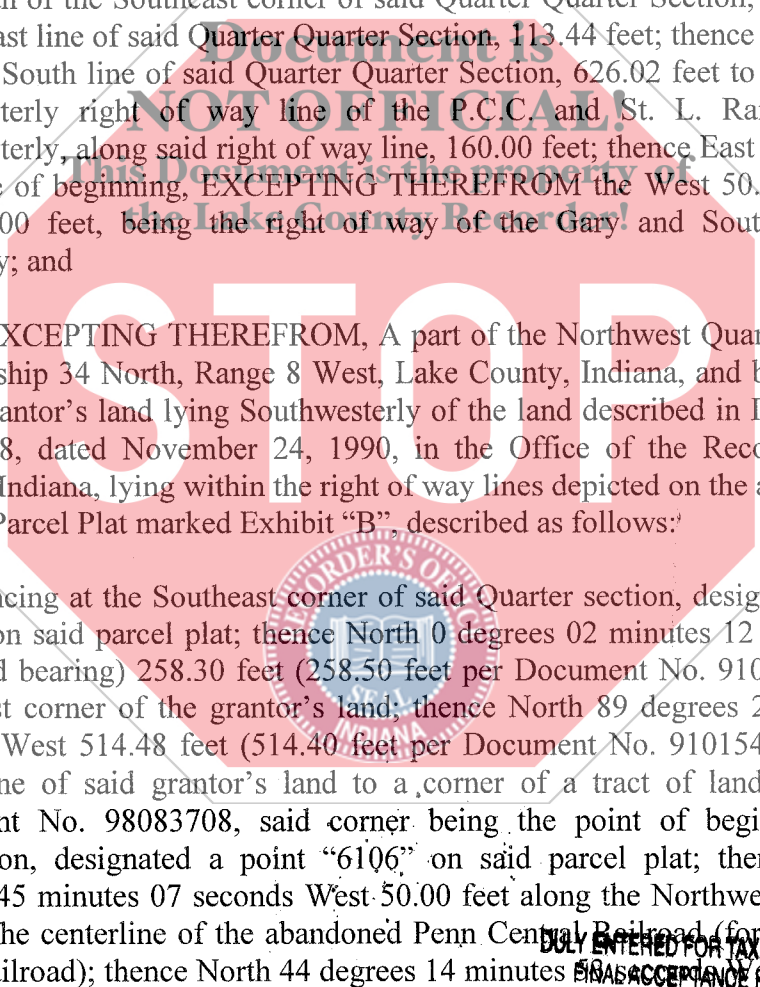 of the Southeast corner of said Quarter Quarter Section,
ast line of said Quarter Quarter Section, 113.44 feet; thence
South line of said Quarter Quarter Section, 626.02 feet to
terly right of way line of the P.C.C. and St. L. Ra
terly, along said right of way line, 160.00 feet; thence East
e of beginning, EXCEPTING THEREFROM the West 50.
00 feet, being the right of way of the Gary and Sout
y; and
Document is
NOT OFFICIAL!
This Document is the property of
the Lake County Recorder!
STOP
XCEPTING THEREFROM, A part of the Northwest Quar
ship 34 North, Range 8 West, Lake County, Indiana, and b
antor's land lying Southwesterly of the land described in
8, dated November 24, 1990, in the Office of the Reco
Indiana, lying within the right of way lines depicted on the a
Parcel Plat marked Exhibit “B”, described as follows:
RECORDER'S OFFICE
SEAL
INDIANA
cing at the Southeast corner of said Quarter section, desig
on said parcel plat; thence North 0 degrees 02 minutes 12
d bearing) 258.30 feet (258.50 feet per Document No. 910
st corner of the grantor's land; thence North 89 degrees 2
West 514.48 feet (514.40 feet per Document No. 910154
ne of said grantor's land to a corner of a tract of land
nt No. 98083708, said corner being the point of begi
on, designated a point “6106” on said parcel plat; the
45 minutes 07 seconds West 50.00 feet along the Northwe
he centerline of the abandoned Penn Central Railroad (for
ilroad); thence North 44 degrees 14 minutes
DULY ENTERED FOR TAX
FINAL ACCEPTANCE F